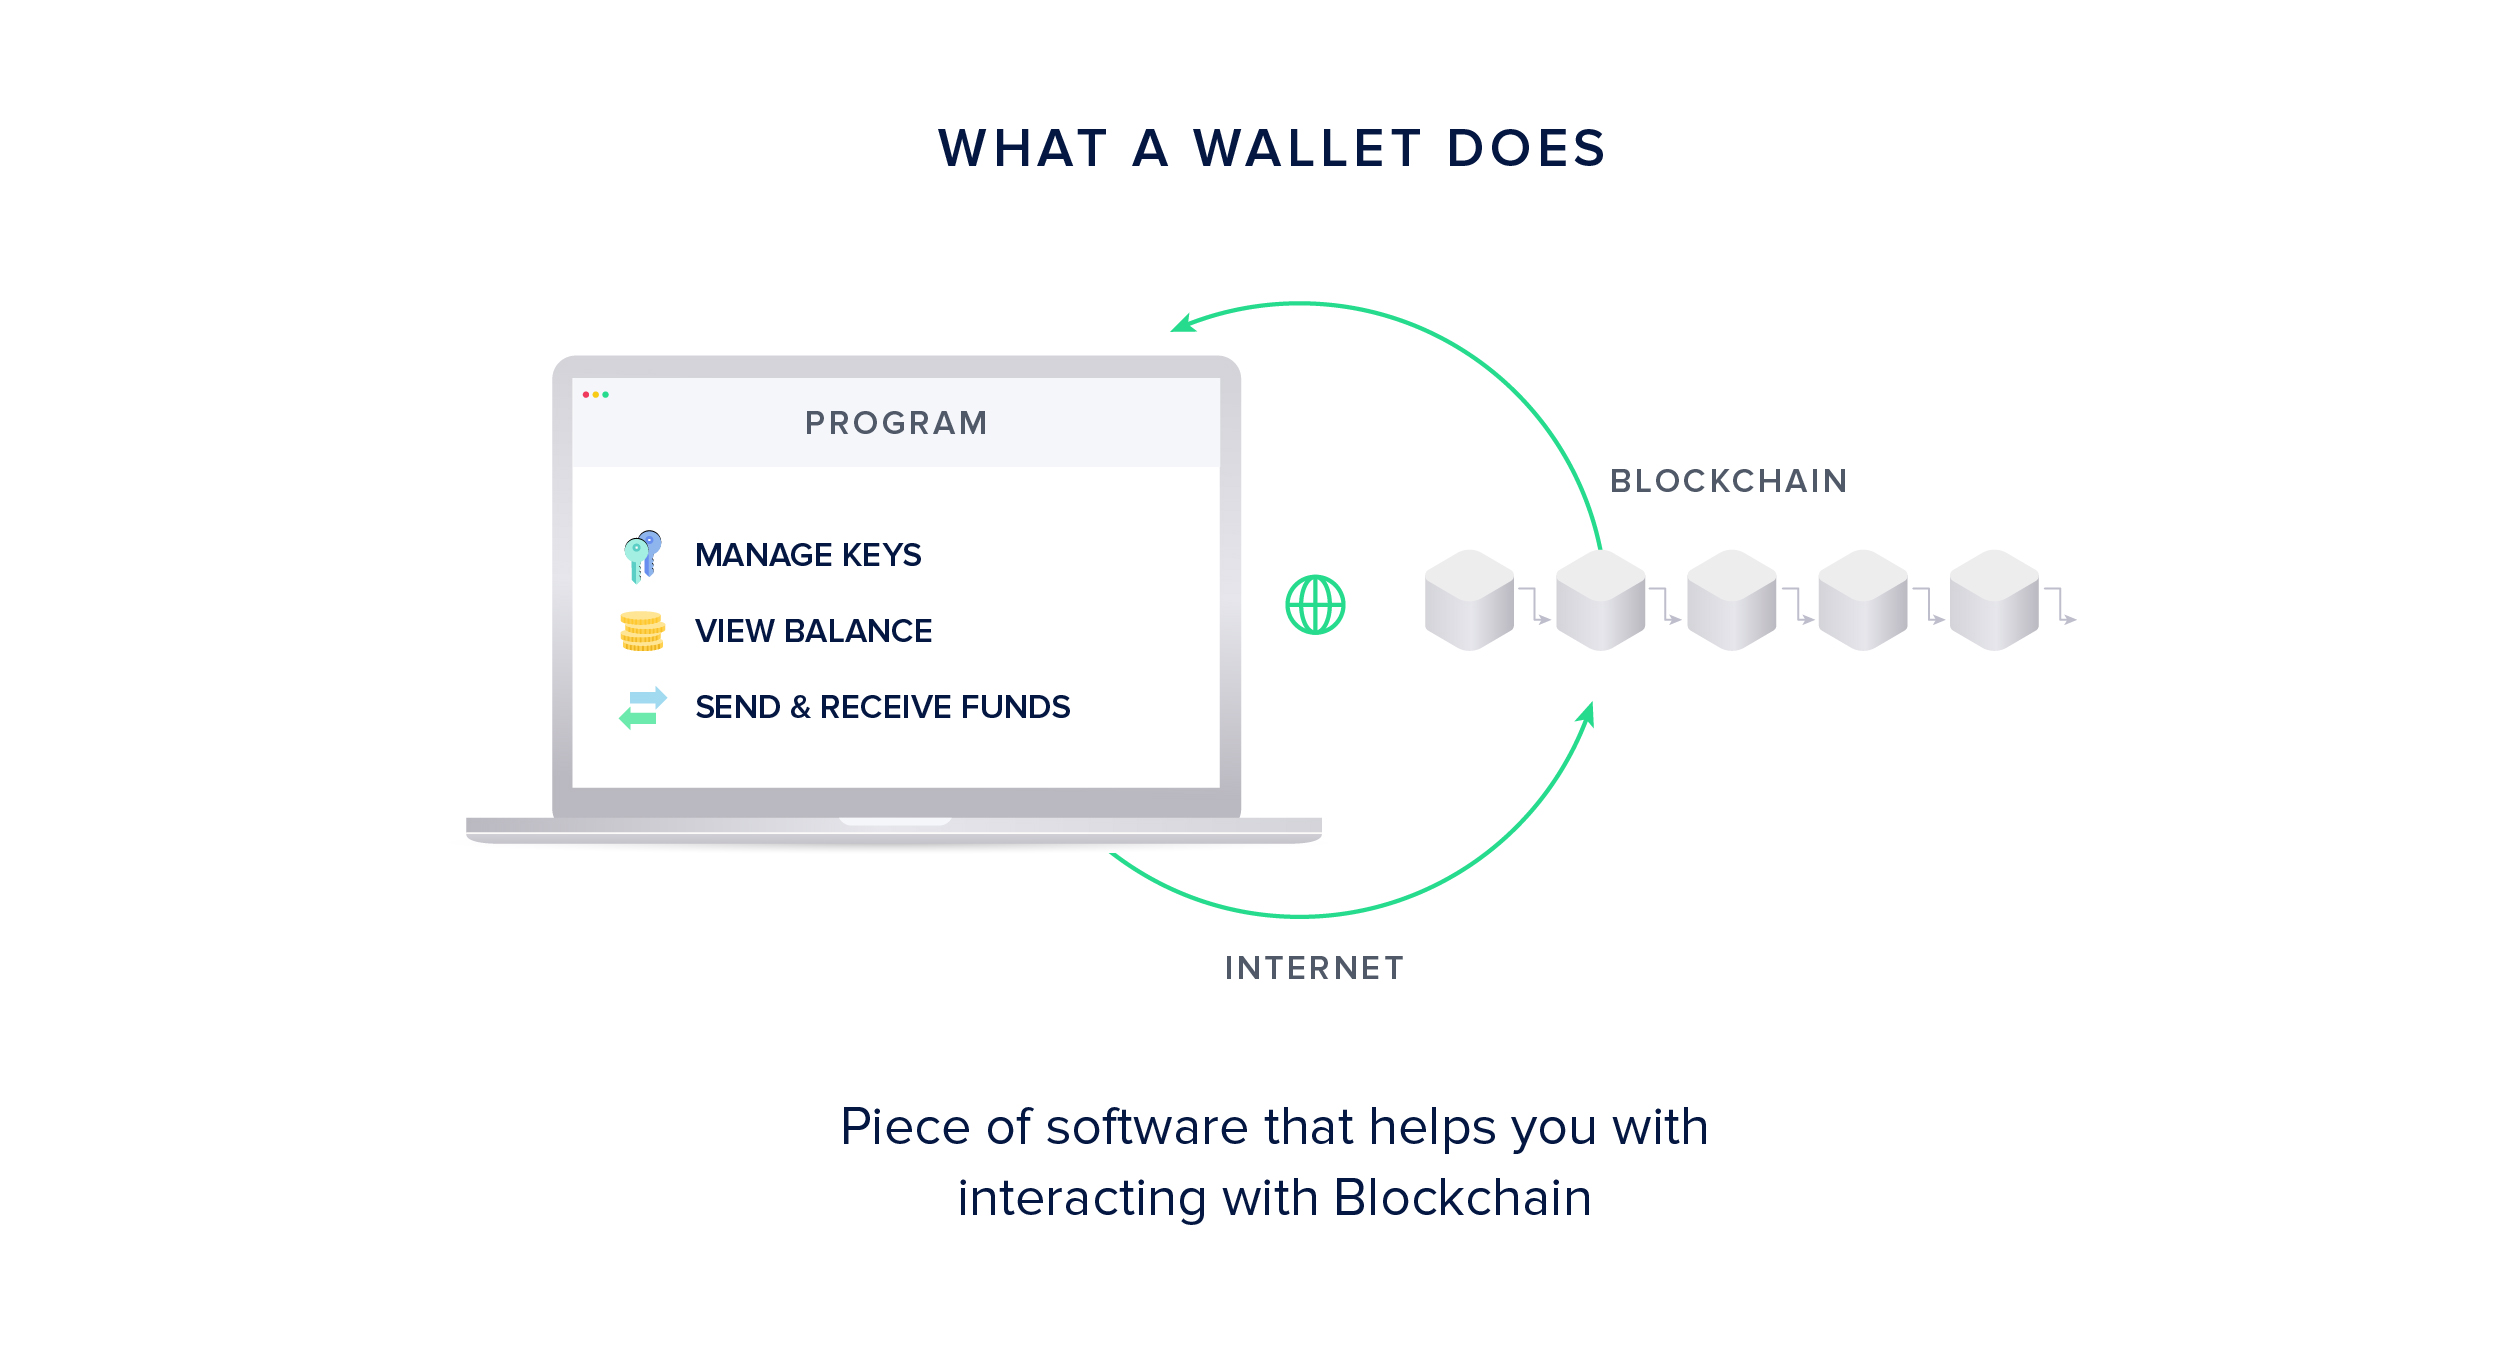 WHAT A WALLET DOES
PROGRAM
MANAGE KEYS
VIEW BALANCE
SEND & RECEIVE FUNDS
BLOCKCHAIN
INTERNET
Piece of software that helps you with
interacting with Blockchain